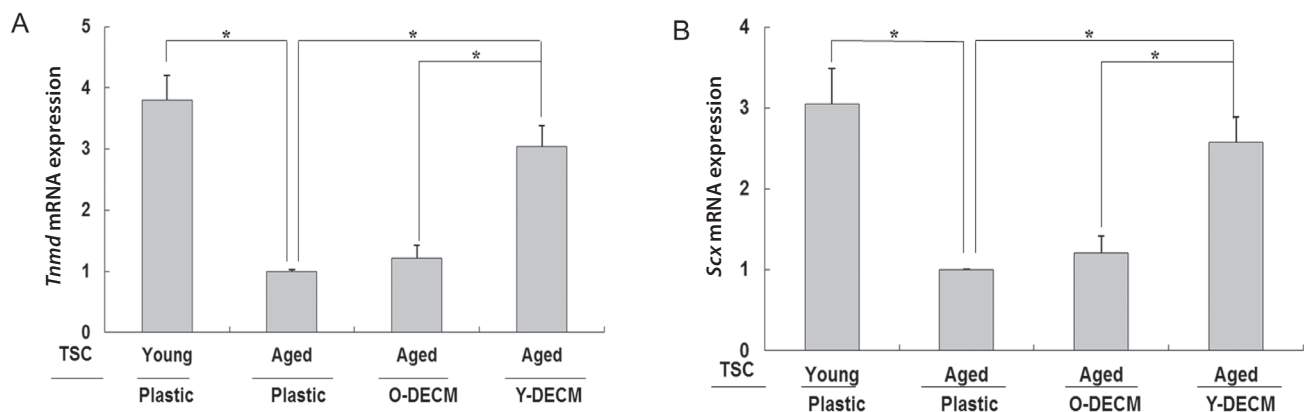 A
Tnmd mRNA expression
5
4
3
2
1
0
* * *
TSC Young Aged Aged Aged
Plastic Plastic O-DECM Y-DECM
B
Scx mRNA expression
4
3
2
1
0
* * *
TSC Young Aged Aged Aged
Plastic Plastic O-DECM Y-DECM